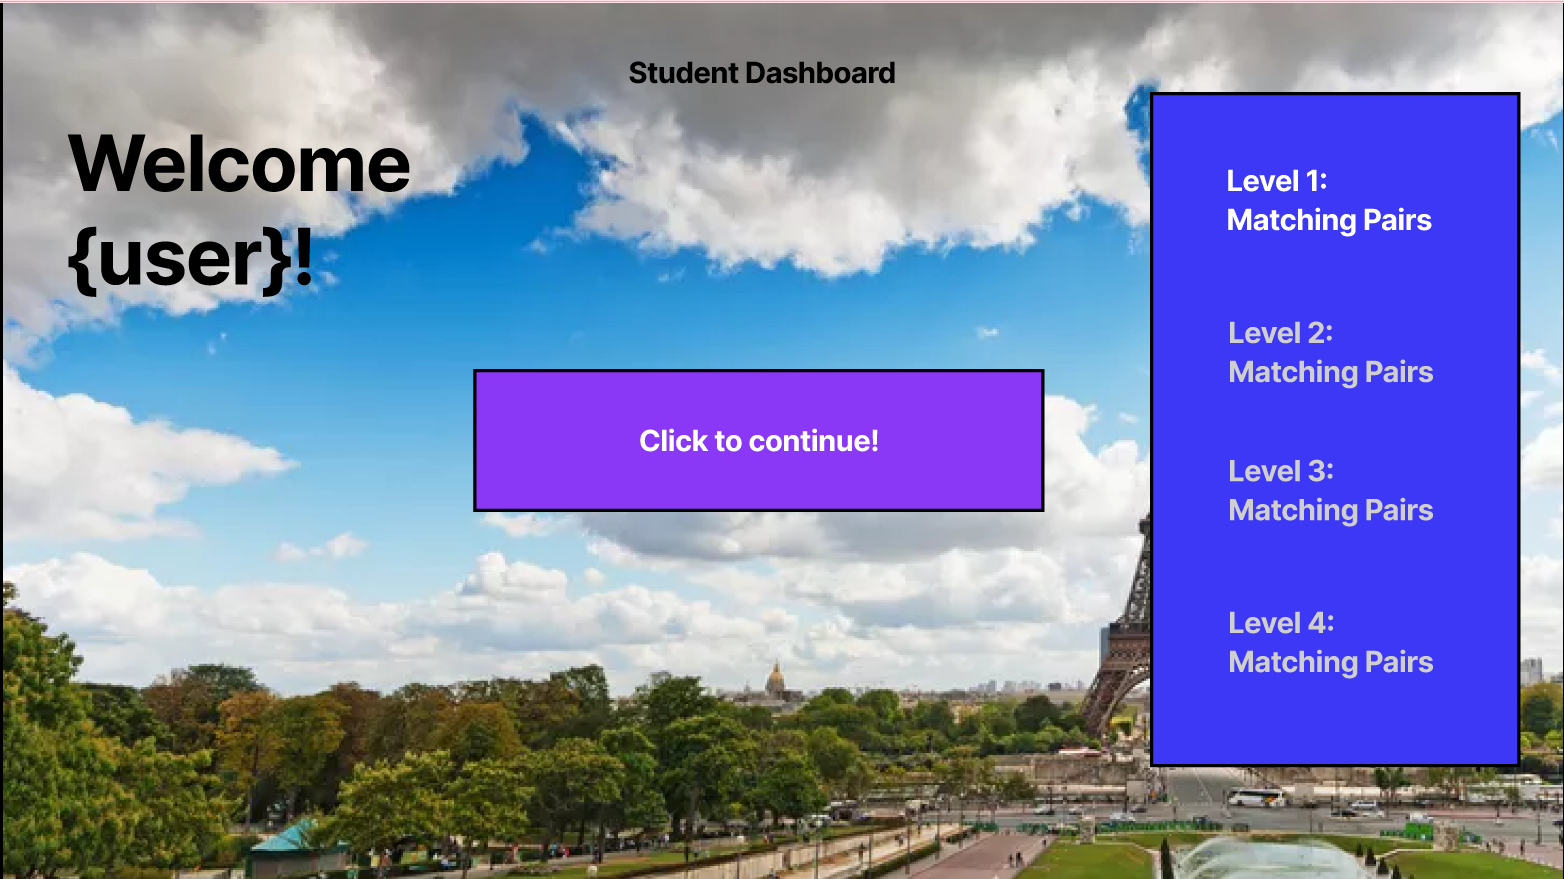 Student Dashboard
Welcome
{user}!
Click to continue!
Level 1:
Matching Pairs
Level 2:
Matching Pairs
Level 3:
Matching Pairs
Level 4:
Matching Pairs